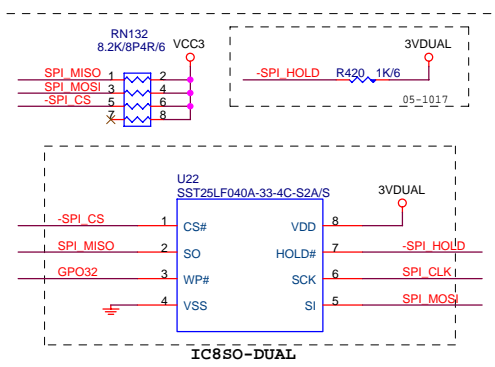 RN132
8.2K/8P4R/6
VCC3
3VDUAL
SPI_MISO 1 2
SPI_MOSI 3 4
-SPI_CS 5 6
7 8
-SPI_HOLD R420 1K/6
05-1017
U22
SST25LF040A-33-4C-S2A/S
3VDUAL
-SPI_CS 1 CS# VDD 8
SPI_MISO 2 SO HOLD# 7 -SPI_HOLD
GPO32 3 WP# SCK 6 SPI_CLK
4 VSS SI 5 SPI_MOSI
IC8SO-DUAL